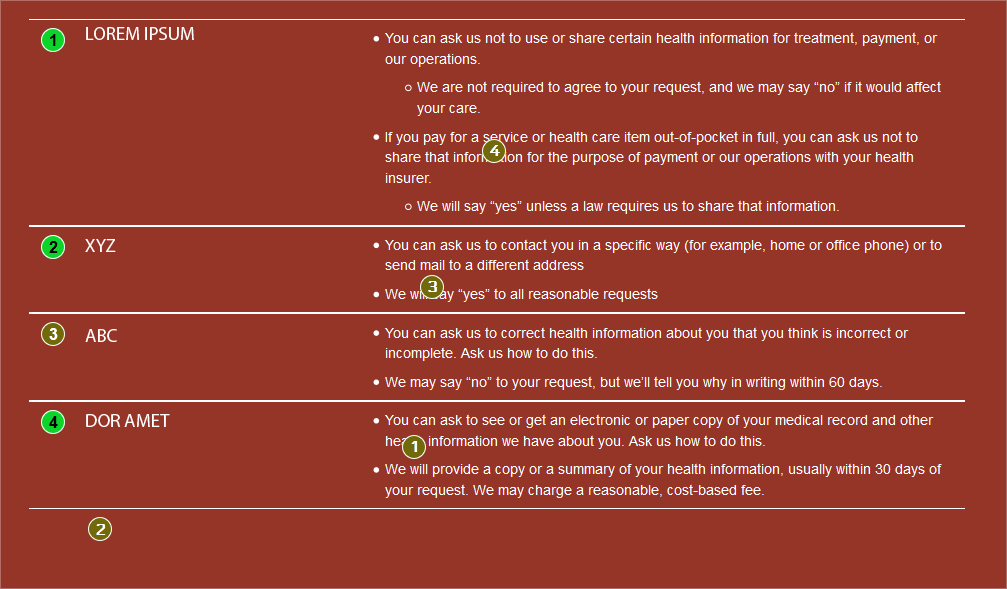 1 LOREM IPSUM
• You can ask us not to use or share certain health information for treatment, payment, or
our operations.
○ We are not required to agree to your request, and we may say “no” if it would affect
your care.
• If you pay for a service or health care item out-of-pocket in full, you can ask us not to
share that information for the purpose of payment or our operations with your health
insurer.
4
○ We will say “yes” unless a law requires us to share that information.
2 XYZ
• You can ask us to contact you in a specific way (for example, home or office phone) or to
send mail to a different address
• We will say “yes” to all reasonable requests
3
3 ABC
• You can ask us to correct health information about you that you think is incorrect or
incomplete. Ask us how to do this.
• We may say “no” to your request, but we’ll tell you why in writing within 60 days.
4 DOR AMET
• You can ask to see or get an electronic or paper copy of your medical record and other
health information we have about you. Ask us how to do this.
1
• We will provide a copy or a summary of your health information, usually within 30 days of
your request. We may charge a reasonable, cost-based fee.
2